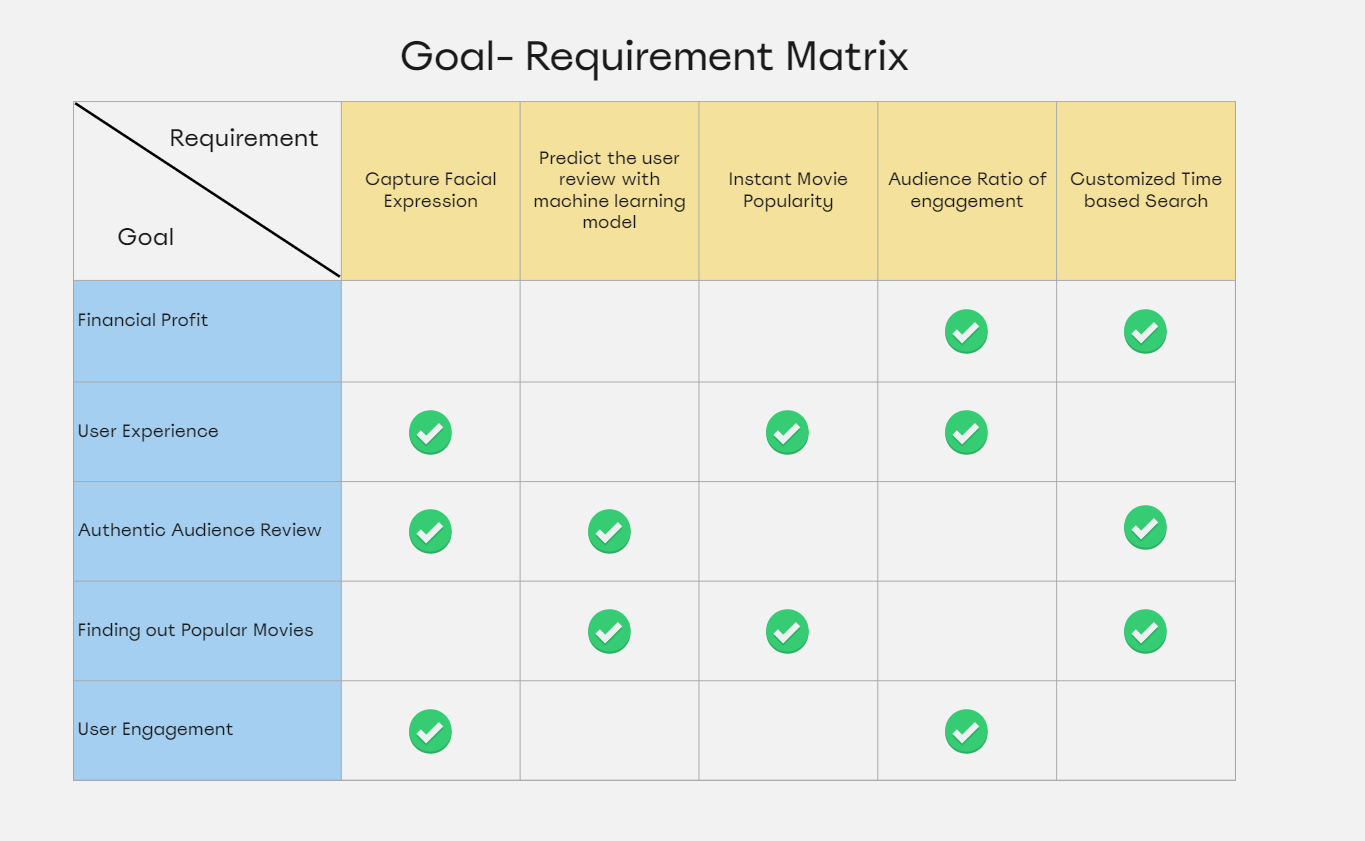 Goal- Requirement Matrix
Requirement
Goal
Capture Facial
Expression
Predict the user
review with
machine learning
model
Instant Movie
Popularity
Audience Ratio of
engagement
Customized Time
based Search
Financial Profit
User Experience
Authentic Audience Review
Finding out Popular Movies
User Engagement